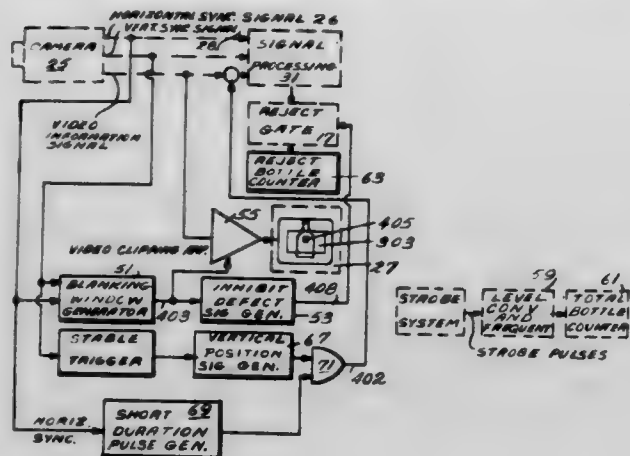 HORIZONTAL SYNC. SIGNAL 26
VERT. SYNC SIGNAL
28
CAMERA
25
SIGNAL
PROCESSING
31
VIDEO
INFORMATION
SIGNAL
REJECT
GATE
17
REJECT
BOTTLE
COUNTER
63
55
405
303
27
VIDEO CLIPPING AMP.
51
BLANKING
WINDOW
GENERATOR
403
INHIBIT
DEFECT
SIG GEN.
408
53
59
61
STROBE
SYSTEM
LEVEL
CONV
AND
TOTAL
BOTTLE
COUNTER
STROBE PULSES
STABLE
TRIGGER
VERTICAL
POSITION
SIG GEN.
67
71
402
HORIZ
SYNC.
SHORT 69
DURATION
PULSE GEN.